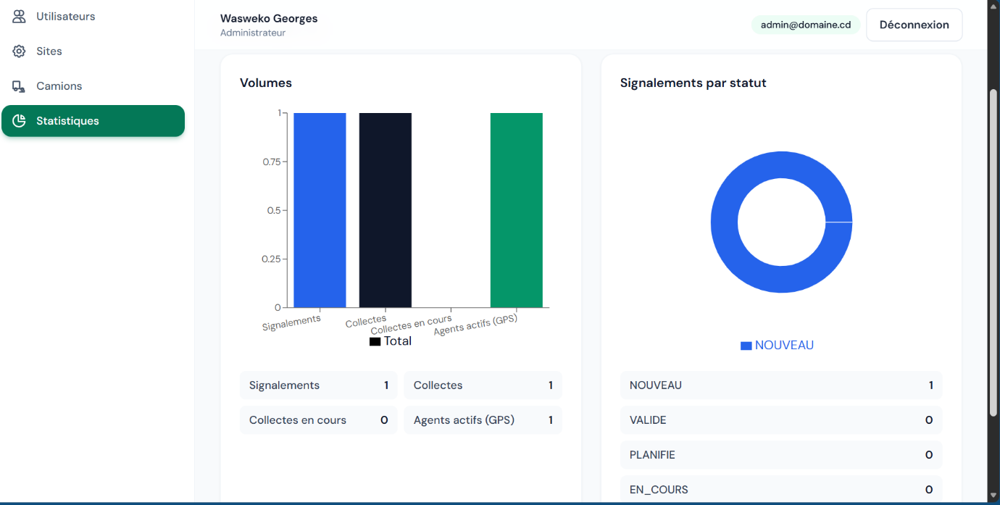 Utilisateurs
Sites
Camions
Statistiques
Wasweko Georges
Administrateur
admin@domaine.cd
Déconnexion
Volumes
1
0.75
0.5
0.25
0
Signalements
Collectes
Collectes en cours
Agents actifs (GPS)
Total
Signalements 1
Collectes 1
Collectes en cours 0
Agents actifs (GPS) 1
Signalements par statut
NOUVEAU
NOUVEAU 1
VALIDE 0
PLANIFIE 0
EN_COURS 0